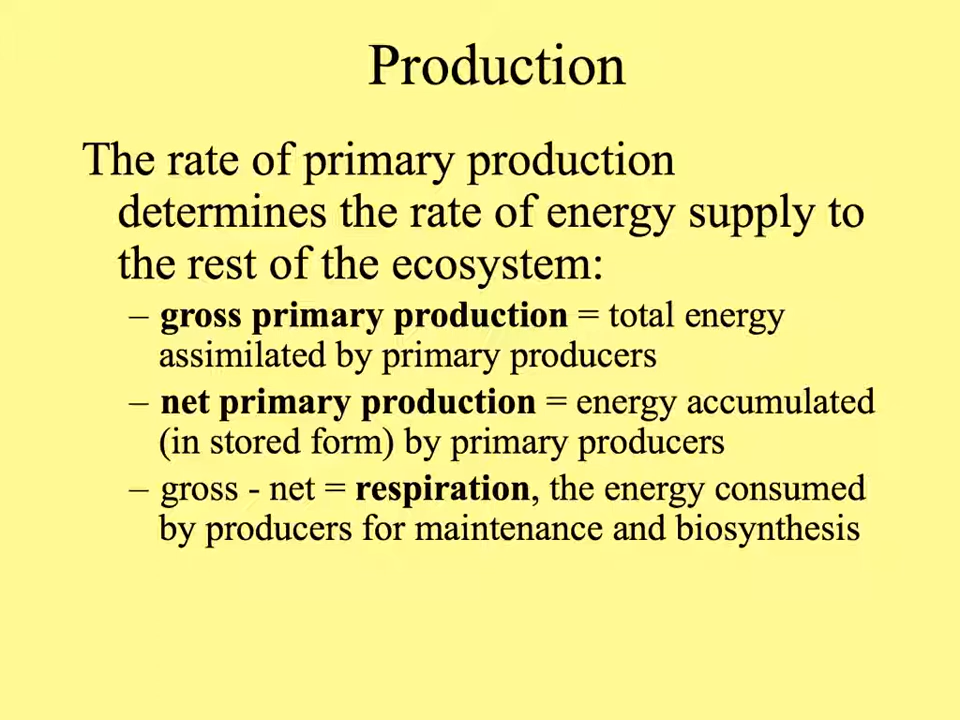 Production
The rate of primary production
determines the rate of energy supply to
the rest of the ecosystem:
– gross primary production = total energy
assimilated by primary producers
– net primary production = energy accumulated
(in stored form) by primary producers
– gross - net = respiration, the energy consumed
by producers for maintenance and biosynthesis